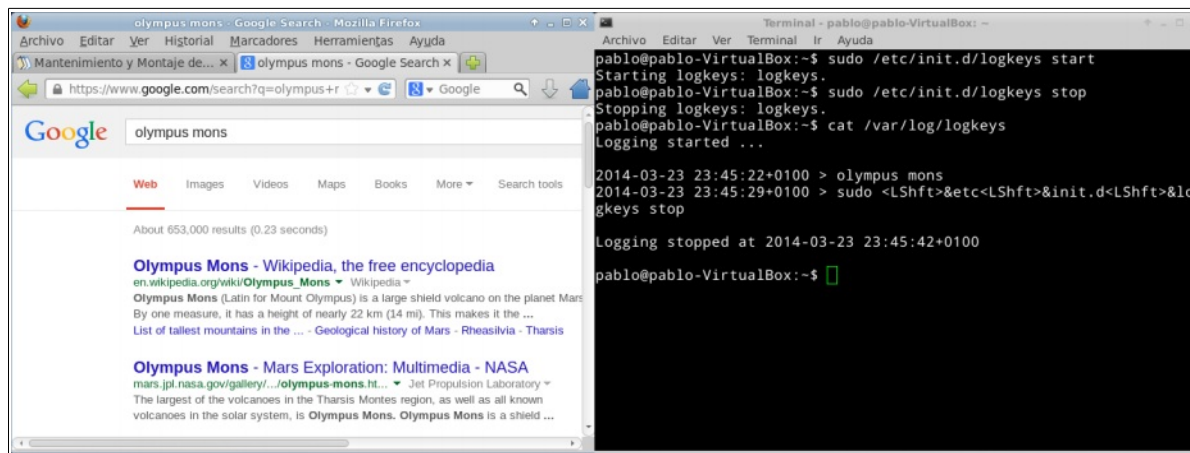 olympus mons - Google Search - Mozilla Firefox
Archivo Editar Ver Historial Marcadores Herramientas Ayuda
Mantenimiento y Montaje de... olympus mons - Google Search
https://www.google.com/search?q=olympus+r Google
Google olympus mons
Web Images Videos Maps Books More Search tools
About 653,000 results (0.23 seconds)
Olympus Mons - Wikipedia, the free encyclopedia
en.wikipedia.org/wiki/Olympus_Mons Wikipedia
Olympus Mons (Latin for Mount Olympus) is a large shield volcano on the planet Mars
By one measure, it has a height of nearly 22 km (14 mi). This makes it the ...
List of tallest mountains in the ... - Geological history of Mars - Rheasilvia - Tharsis
Olympus Mons - Mars Exploration: Multimedia - NASA
mars.jpl.nasa.gov/gallery/.../olympus-mons.ht... Jet Propulsion Laboratory
The largest of the volcanoes in the Tharsis Montes region, as well as all known
volcanoes in the solar system, is Olympus Mons. Olympus Mons is a shield ...
Terminal - pablo@pablo-VirtualBox: ~
Archivo Editar Ver Terminal Ir Ayuda
pablo@pablo-VirtualBox:~$ sudo /etc/init.d/logkeys start
Starting logkeys: logkeys.
pablo@pablo-VirtualBox:~$ sudo /etc/init.d/logkeys stop
Stopping logkeys: logkeys.
pablo@pablo-VirtualBox:~$ cat /var/log/logkeys
Logging started ...
2014-03-23 23:45:22+0100 > olympus mons
2014-03-23 23:45:29+0100 > sudo <LShft>&etc<LShft>&init.d<LShft>&lo
gkeys stop
Logging stopped at 2014-03-23 23:45:42+0100
pablo@pablo-VirtualBox:~$